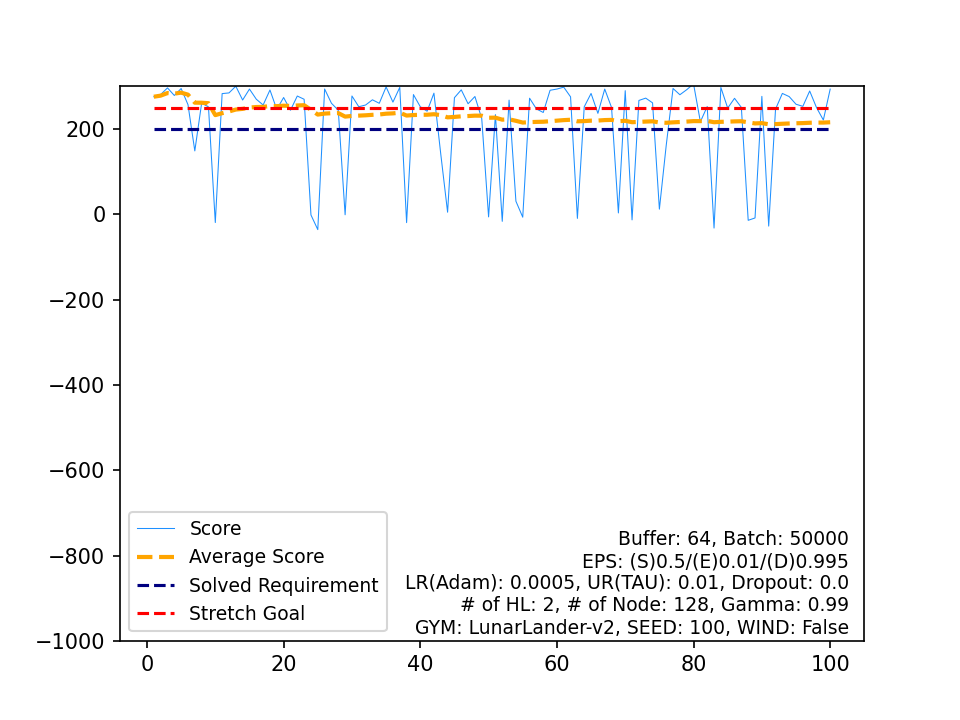 200
0
−200
−400
−600
−800
−1000
0 20 40 60 80 100
Score
Average Score
Solved Requirement
Stretch Goal
Buffer: 64, Batch: 50000
EPS: (S)0.5/(E)0.01/(D)0.995
LR(Adam): 0.0005, UR(TAU): 0.01, Dropout: 0.0
# of HL: 2, # of Node: 128, Gamma: 0.99
GYM: LunarLander-v2, SEED: 100, WIND: False